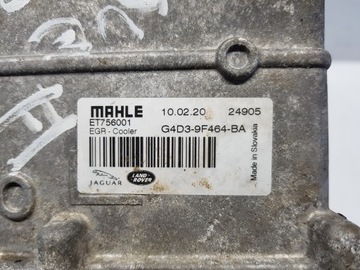 MAHLE 10.02.20 24905
ET756001
EGR - Cooler G4D3-9F464-BA
Made in Slovakia
JAGUAR
LAND ROVER